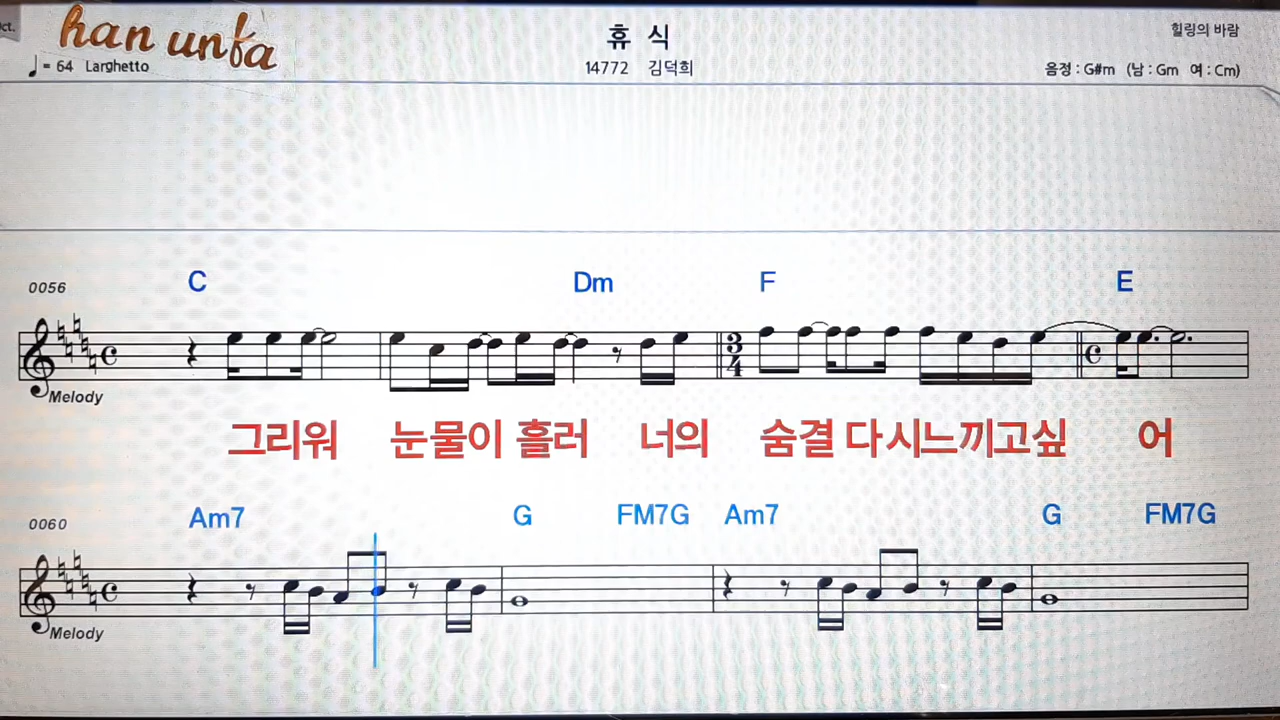 ct.
han unfa
휴 식
힐링의 바람
♩ = 64 Larghetto
14772 김덕희
음정 : G#m (남 : Gm 여 : Cm)
0056 C Dm F E
3
4
Melody
그리워 눈물이 흘러 너의 숨결 다시느끼고싶 어
0060 Am7 G FM7G Am7 G FM7G
Melody